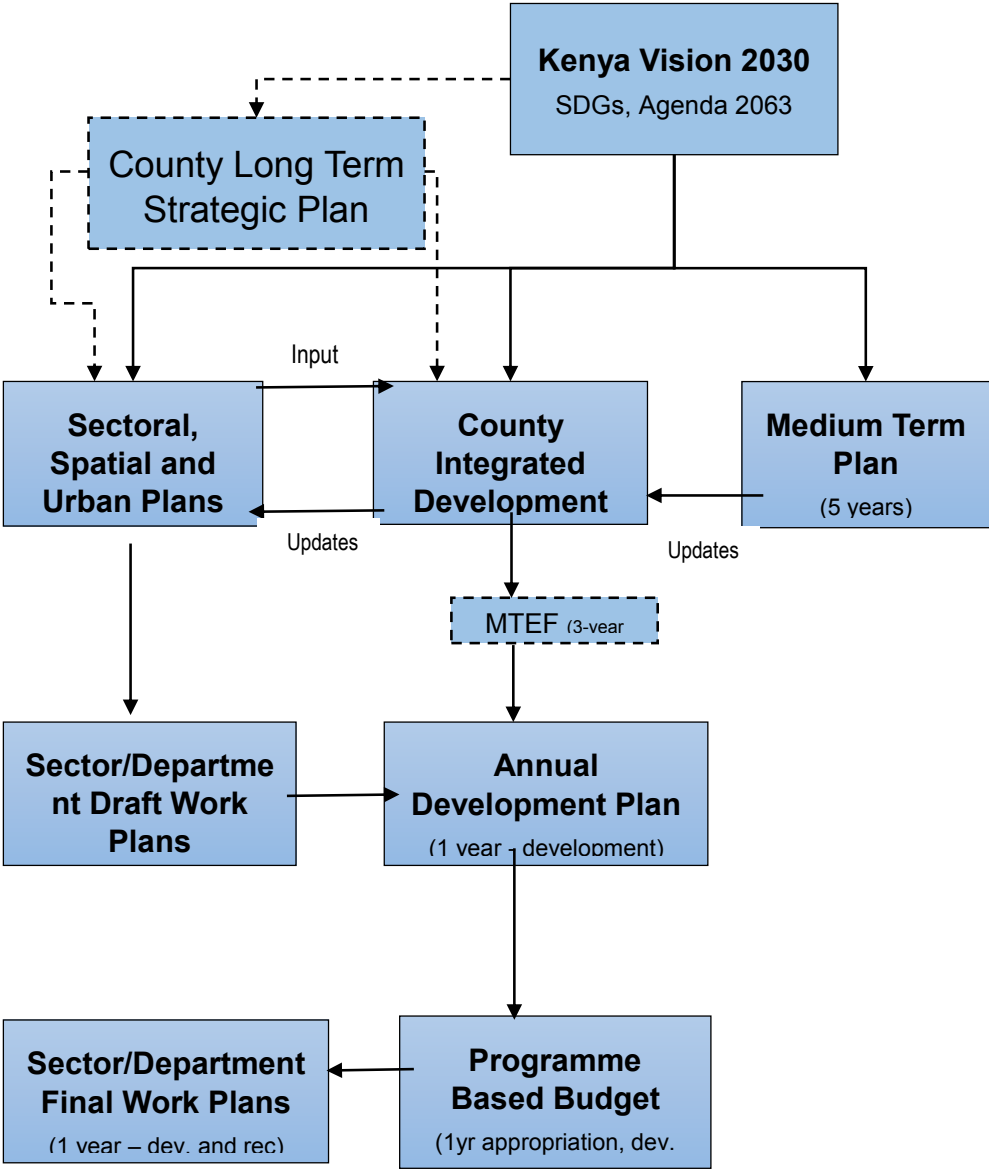 Kenya Vision 2030
SDGs, Agenda 2063
County Long Term
Strategic Plan
Input
Sectoral,
Spatial and
Urban Plans
County
Integrated
Development
Medium Term
Plan
(5 years)
Updates
Updates
MTEF (3-year
Sector/Departme
nt Draft Work
Plans
Annual
Development Plan
(1 year - development)
Sector/Department
Final Work Plans
(1 year – dev. and rec)
Programme
Based Budget
(1yr appropriation, dev.